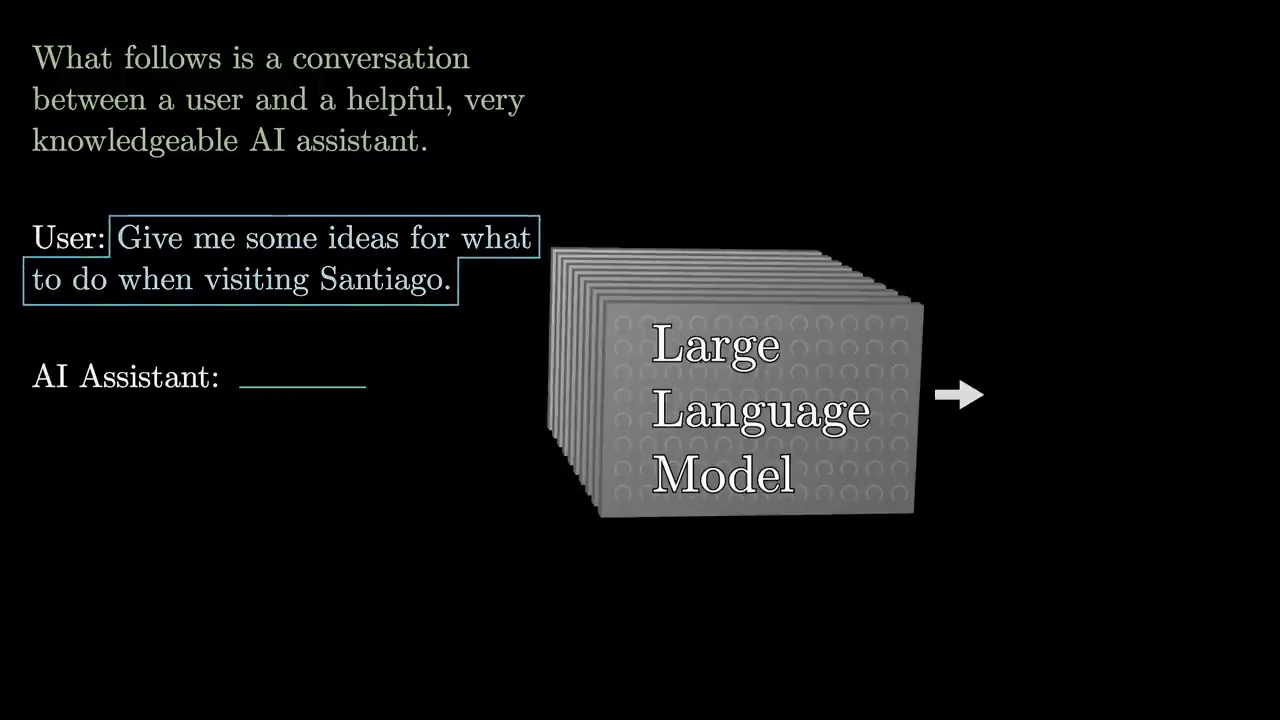 What follows is a conversation
between a user and a helpful, very
knowledgeable AI assistant.
User: Give me some ideas for what
to do when visiting Santiago.
AI Assistant:
Large
Language
Model